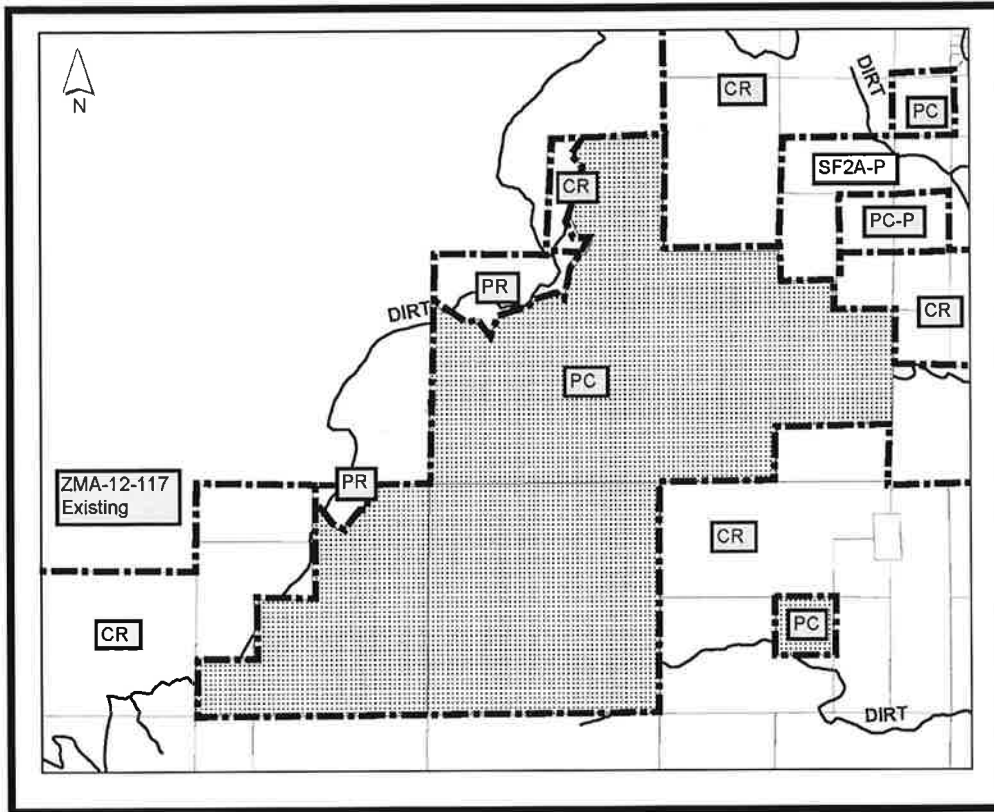 N
CR
DIRT
PC
SF2A-P
CR
PC-P
PR
DIRT
CR
PC
ZMA-12-117
Existing
PR
CR
PC
CR
DIRT